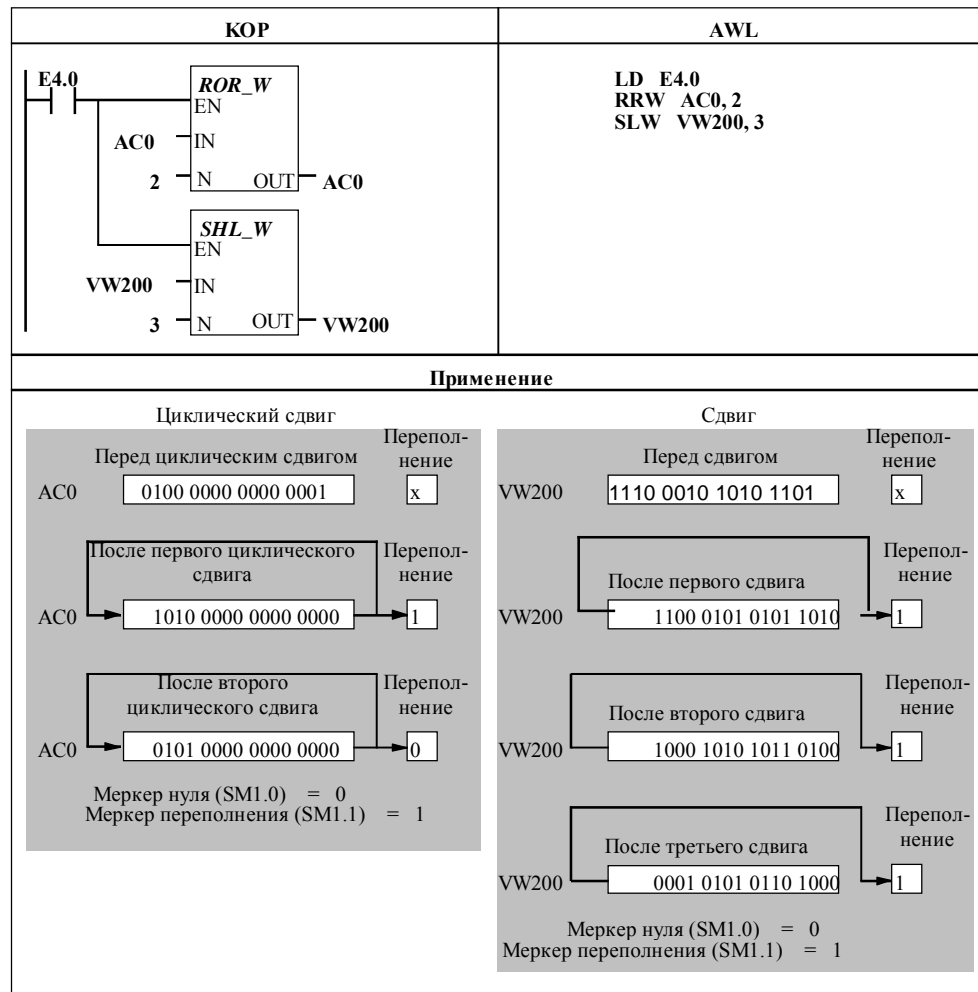 KOP
AWL
E4.0
ROR_W
EN
AC0
IN
2
N
OUT
AC0
SHL_W
EN
VW200
IN
3
N
OUT
VW200
LD E4.0
RRW AC0, 2
SLW VW200, 3
Применение
Циклический сдвиг
Перед циклическим сдвигом
Перепол-
нение
AC0
0100 0000 0000 0001
x
После первого циклического
сдвига
Перепол-
нение
AC0
1010 0000 0000 0000
1
После второго
циклического сдвига
Перепол-
нение
AC0
0101 0000 0000 0000
0
Меркер нуля (SM1.0) = 0
Меркер переполнения (SM1.1) = 1
Сдвиг
Перед сдвигом
Перепол-
нение
VW200
1110 0010 1010 1101
x
После первого сдвига
Перепол-
нение
VW200
1100 0101 0101 1010
1
После второго сдвига
Перепол-
нение
VW200
1000 1010 1011 0100
1
После третьего сдвига
Перепол-
нение
VW200
0001 0101 0110 1000
1
Меркер нуля (SM1.0) = 0
Меркер переполнения (SM1.1) = 1